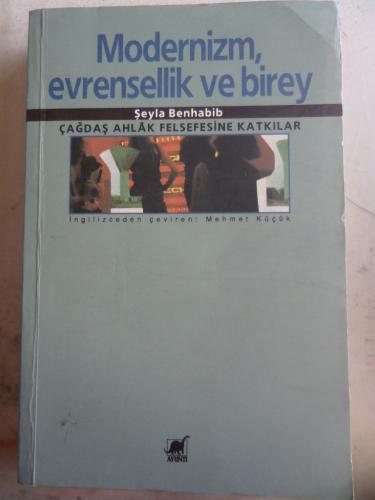 Modernizm,
evrensellik ve birey
Şeyla Benhabib
ÇAĞDAŞ AHLÂK FELSEFESİNE KATKILAR
İngilizceden çeviren: Mehmet Küçük
AYRINTI